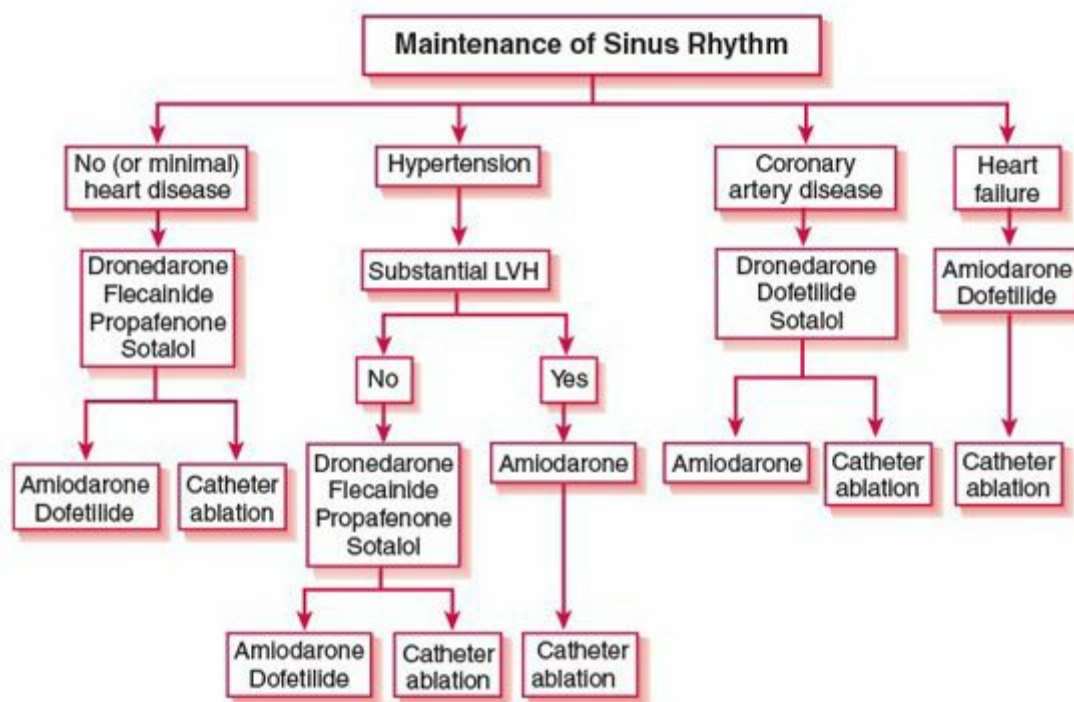 Maintenance of Sinus Rhythm
No (or minimal)
heart disease
Hypertension
Coronary
artery disease
Heart
failure
Dronedarone
Flecainide
Propafenone
Sotalol
Substantial LVH
Dronedarone
Dofetilide
Sotalol
Amiodarone
Dofetilide
No
Yes
Amiodarone
Dofetilide
Catheter
ablation
Dronedarone
Flecainide
Propafenone
Sotalol
Amiodarone
Amiodarone
Catheter
ablation
Catheter
ablation
Amiodarone
Dofetilide
Catheter
ablation
Catheter
ablation